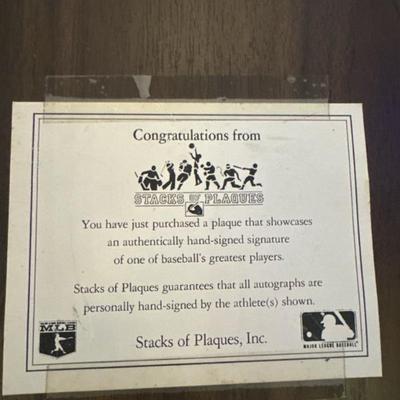 Congratulations from
STACKS OF PLAQUES
You have just purchased a plaque that showcases
an authentically hand-signed signature
of one of baseball's greatest players.
Stacks of Plaques guarantees that all autographs are
personally hand-signed by the athlete(s) shown.
Stacks of Plaques, Inc.
MLB
MAJOR LEAGUE BASEBALL